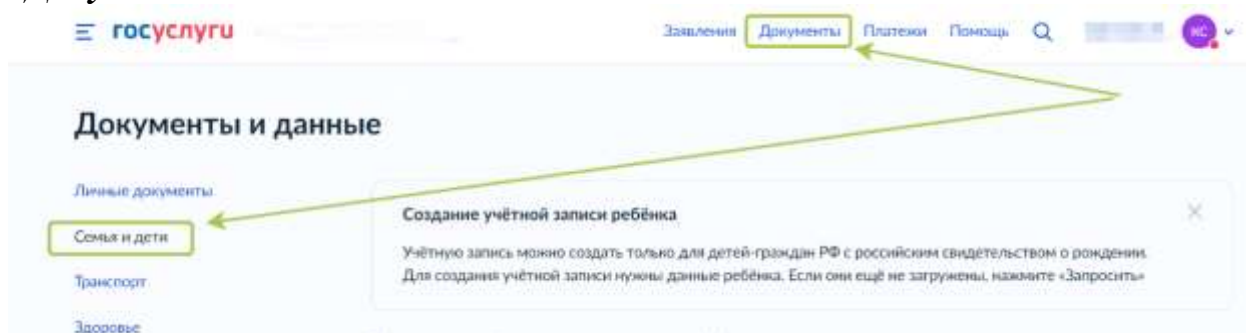 госуслуги
Заявления Документы Платежи Помощь КС
Документы и данные
Личные документы
Семья и дети
Транспорт
Здоровье
Создание учётной записи ребёнка
Учётную запись можно создать только для детей-граждан РФ с российским свидетельством о рождении.
Для создания учётной записи нужны данные ребёнка. Если они ещё не загружены, нажмите «Запросить»